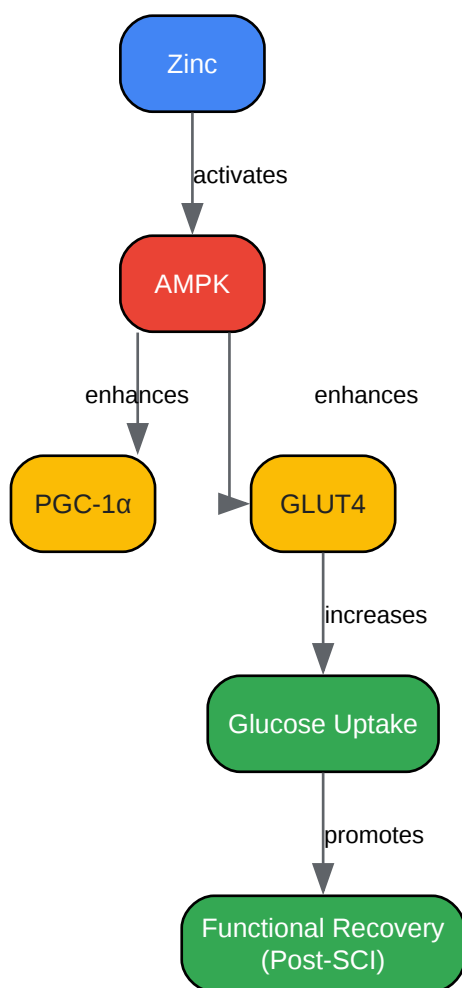 Zinc
activates
AMPK
enhances
enhances
PGC-1α
GLUT4
increases
Glucose Uptake
promotes
Functional Recovery
(Post-SCI)